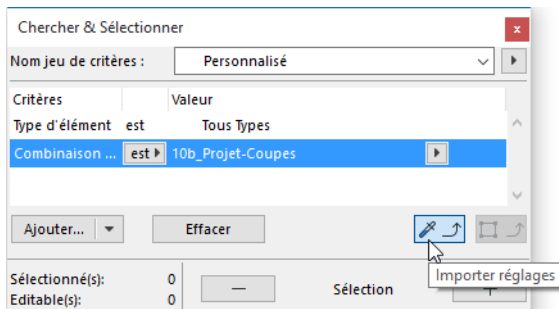 Chercher & Sélectionner
x
Nom jeu de critères :
Personnalisé
Critères Valeur
Type d'élément est Tous Types
Combinaison ... est 10b_Projet-Coupes
Ajouter... Effacer
Importer réglages
Sélectionné(s): 0
Editable(s): 0
Sélection